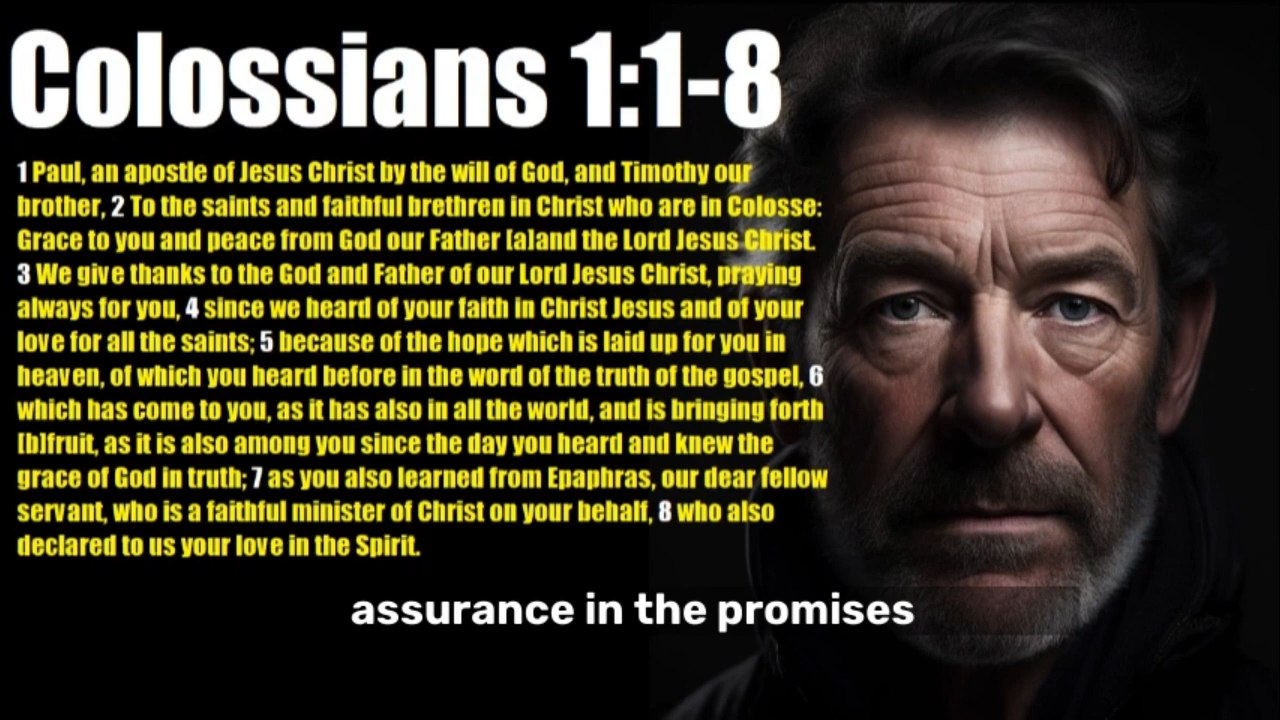 Colossians 1:1-8
1 Paul, an apostle of Jesus Christ by the will of God, and Timothy our
brother, 2 To the saints and faithful brethren in Christ who are in Colosse:
Grace to you and peace from God our Father [a]and the Lord Jesus Christ.
3 We give thanks to the God and Father of our Lord Jesus Christ, praying
always for you, 4 since we heard of your faith in Christ Jesus and of your
love for all the saints; 5 because of the hope which is laid up for you in
heaven, of which you heard before in the word of the truth of the gospel, 6
which has come to you, as it has also in all the world, and is bringing forth
[b]fruit, as it is also among you since the day you heard and knew the
grace of God in truth; 7 as you also learned from Epaphras, our dear fellow
servant, who is a faithful minister of Christ on your behalf, 8 who also
declared to us your love in the Spirit.
assurance in the promises